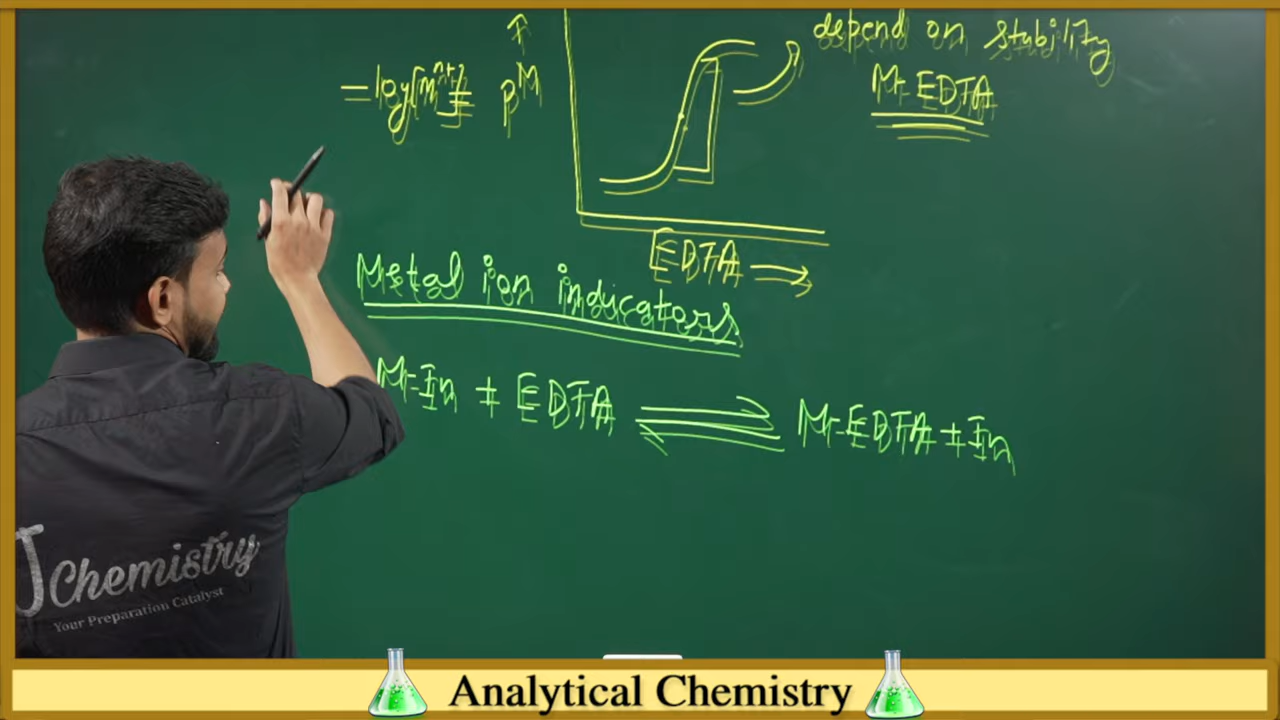 depend on stability
-log[Mⁿ⁺] = pM
M-EDTA
EDTA →
Metal ion indicators
M-In + EDTA ⇌ M-EDTA + In
J Chemistry
Your Preparation Catalyst
Analytical Chemistry